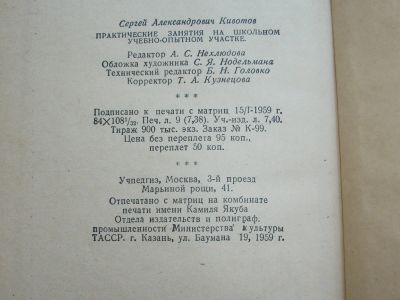 Сергей Александрович Кивотов
ПРАКТИЧЕСКИЕ ЗАНЯТИЯ НА ШКОЛЬНОМ
УЧЕБНО-ОПЫТНОМ УЧАСТКЕ.
Редактор А. С. Нехлюдова
Обложка художника С. Я. Нодельмана
Технический редактор Б. Н. Головко
Корректор Т. А. Кузнецова
* * *
Подписано к печати с матриц 15/I-1959 г.
84×108¹/₃₂. Печ. л. 9 (7,38). Уч.-изд. л. 7,40.
Тираж 900 тыс. экз. Заказ № К-99.
Цена без переплета 95 коп.,
переплет 50 коп.
* * *
Учпедгиз, Москва, 3-й проезд
Марьиной рощи, 41.
Отпечатано с матриц на комбинате
печати имени Камиля Якуба
Отдела издательств и полиграф.
промышленности Министерства культуры
ТАССР. г. Казань, ул. Баумана 19, 1959 г.